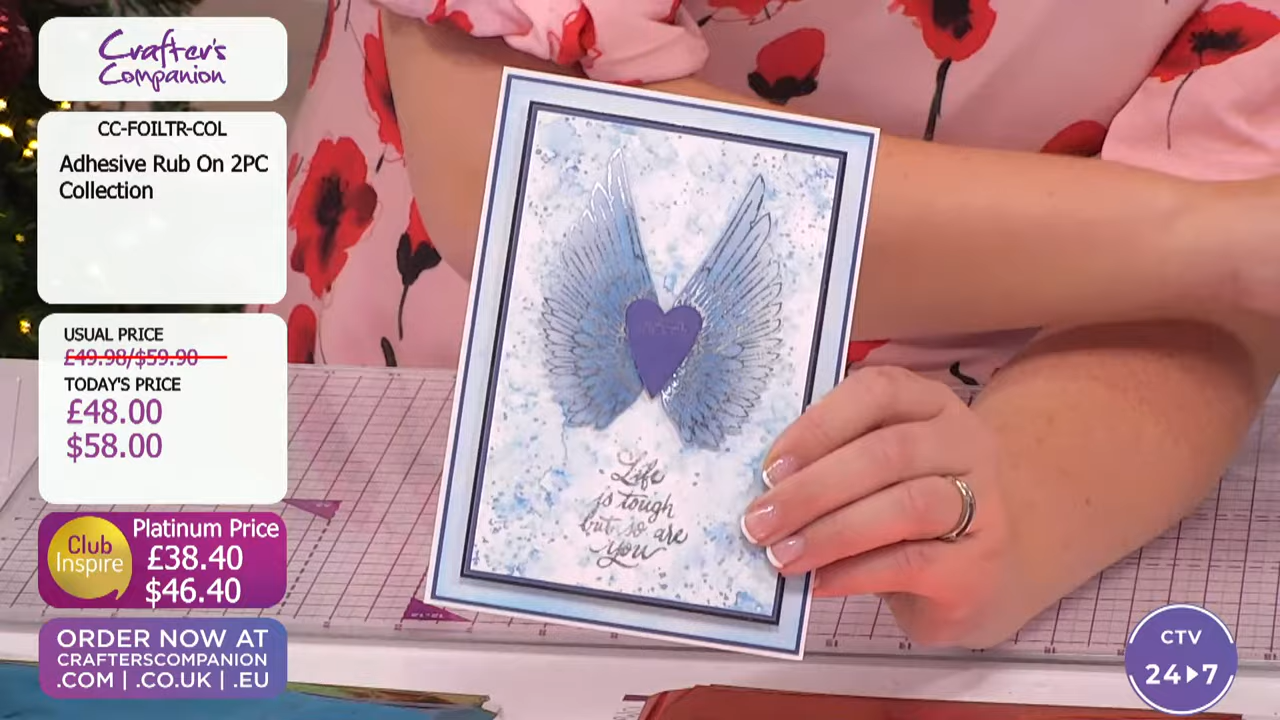 Crafter's
Companion
CC-FOILTR-COL
Adhesive Rub On 2PC
Collection
USUAL PRICE
£49.98/$59.90
TODAY'S PRICE
£48.00
$58.00
Club
Inspire
Platinum Price
£38.40
$46.40
ORDER NOW AT
CRAFTERSCOMPANION
.COM | .CO.UK | .EU
Life
is tough
but so are
you
CTV
24▶7